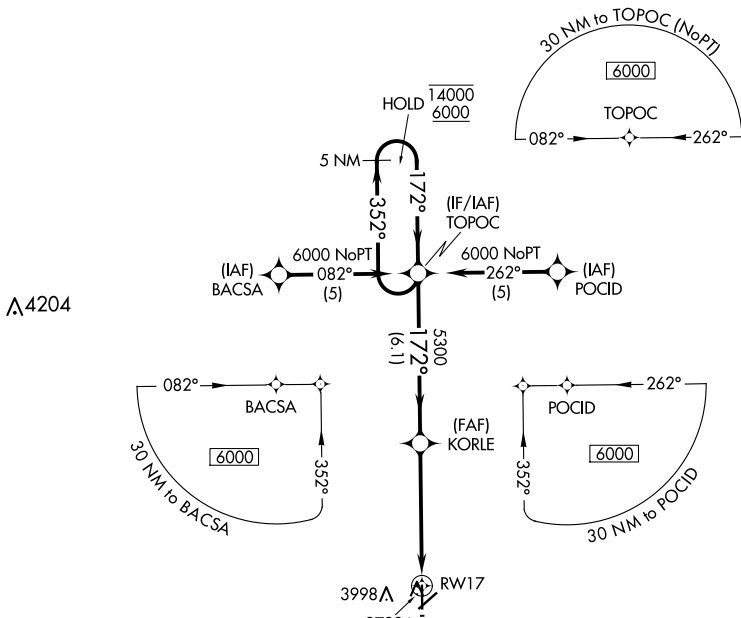 30 NM to TOPOC (NoPT)
6000
TOPOC
082°
262°
HOLD
14000
6000
5 NM
352°
172°
(IF/IAF)
TOPOC
(IAF)
BACSA
6000 NoPT
082°
(5)
6000 NoPT
262°
(5)
(IAF)
POCID
4204
5300
172°
(6.1)
082°
BACSA
6000
352°
30 NM to BACSA
(FAF)
KORLE
262°
POCID
6000
352°
30 NM to POCID
3998
RW17